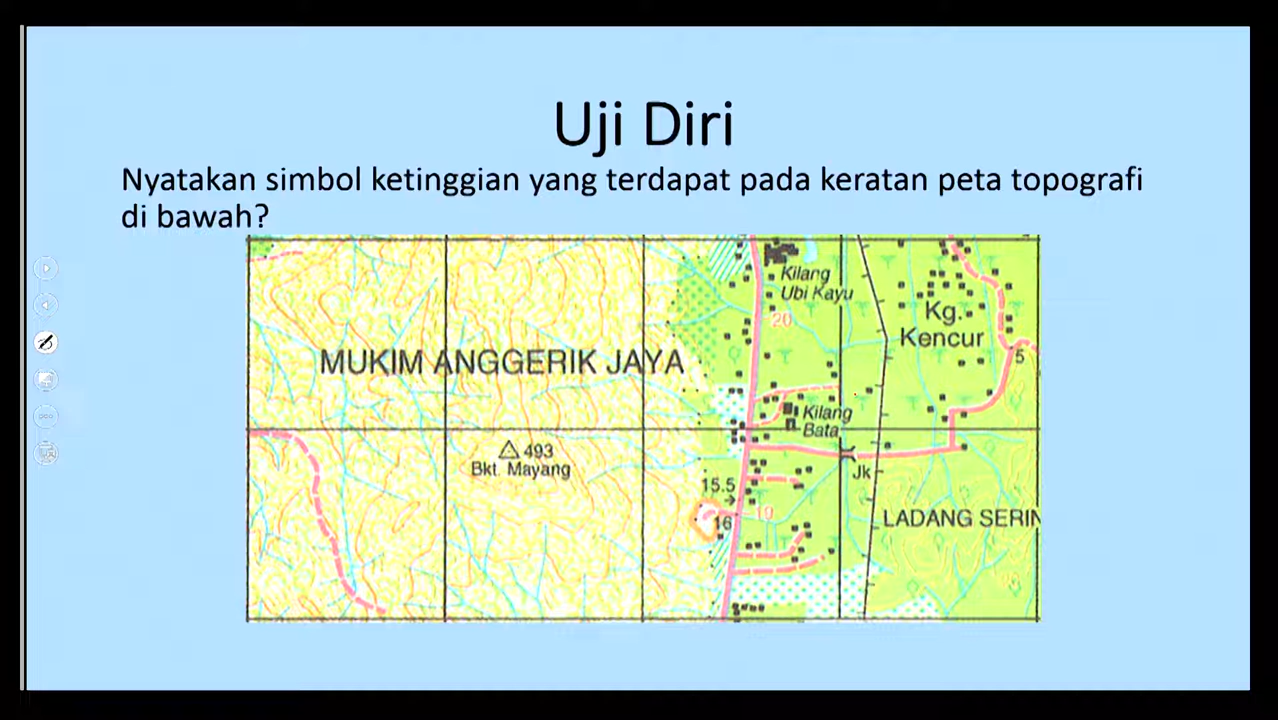 Uji Diri
Nyatakan simbol ketinggian yang terdapat pada keratan peta topografi
di bawah?
Kilang
Ubi Kayu
20
Kg.
Kencur
5
MUKIM ANGGERIK JAYA
Kilang
Bata
493
Bkt. Mayang
Jk
15.5
16
19
LADANG SERIN